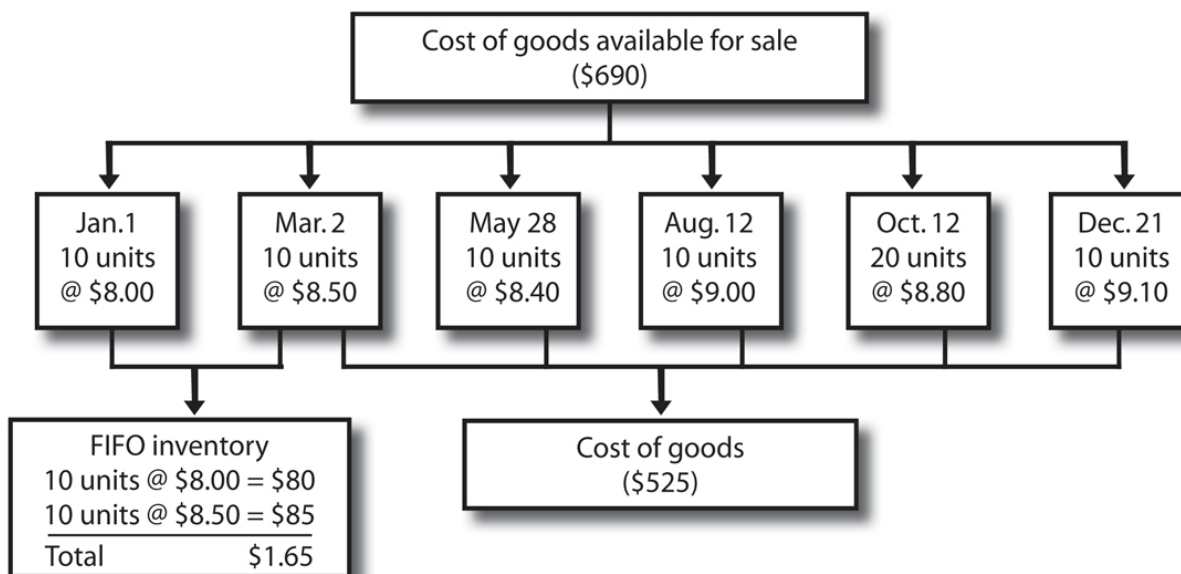 Cost of goods available for sale
($690)
Jan.1
10 units
@ $8.00
Mar. 2
10 units
@ $8.50
May 28
10 units
@ $8.40
Aug. 12
10 units
@ $9.00
Oct. 12
20 units
@ $8.80
Dec. 21
10 units
@ $9.10
FIFO inventory
10 units @ $8.00 = $80
10 units @ $8.50 = $85
Total $1.65
Cost of goods
($525)